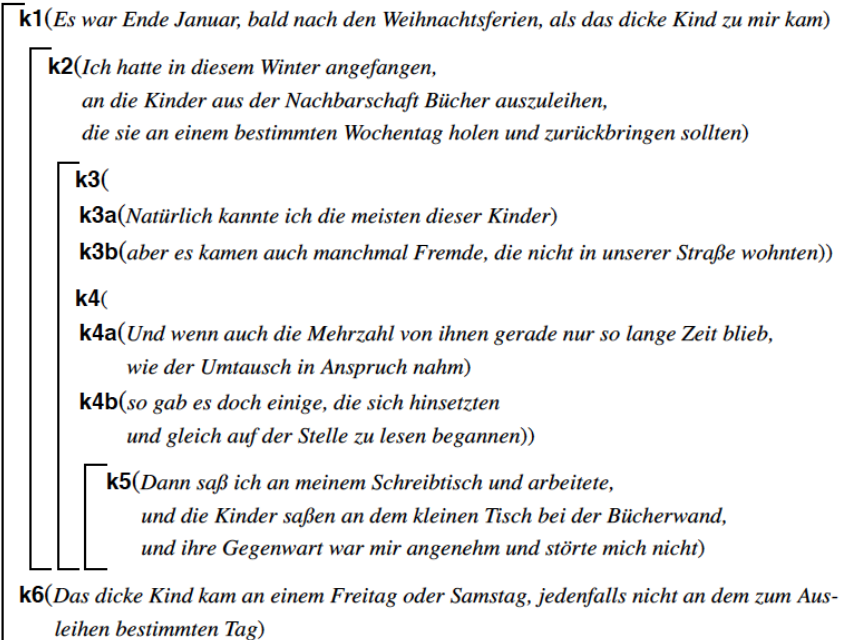 k1(Es war Ende Januar, bald nach den Weihnachtsferien, als das dicke Kind zu mir kam)
k2(Ich hatte in diesem Winter angefangen,
an die Kinder aus der Nachbarschaft Bücher auszuleihen,
die sie an einem bestimmten Wochentag holen und zurückbringen sollten)
k3(
k3a(Natürlich kannte ich die meisten dieser Kinder)
k3b(aber es kamen auch manchmal Fremde, die nicht in unserer Straße wohnten))
k4(
k4a(Und wenn auch die Mehrzahl von ihnen gerade nur so lange Zeit blieb,
wie der Umtausch in Anspruch nahm)
k4b(so gab es doch einige, die sich hinsetzten
und gleich auf der Stelle zu lesen begannen))
k5(Dann saß ich an meinem Schreibtisch und arbeitete,
und die Kinder saßen an dem kleinen Tisch bei der Bücherwand,
und ihre Gegenwart war mir angenehm und störte mich nicht)
k6(Das dicke Kind kam an einem Freitag oder Samstag, jedenfalls nicht an dem zum Aus-
leihen bestimmten Tag)